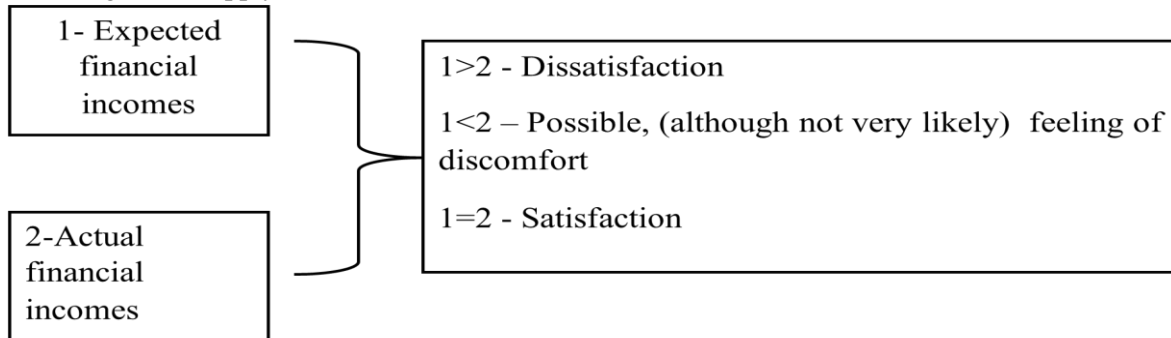 1- Expected
financial
incomes
1>2 - Dissatisfaction
1<2 – Possible, (although not very likely) feeling of
discomfort
1=2 - Satisfaction
2-Actual
financial
incomes